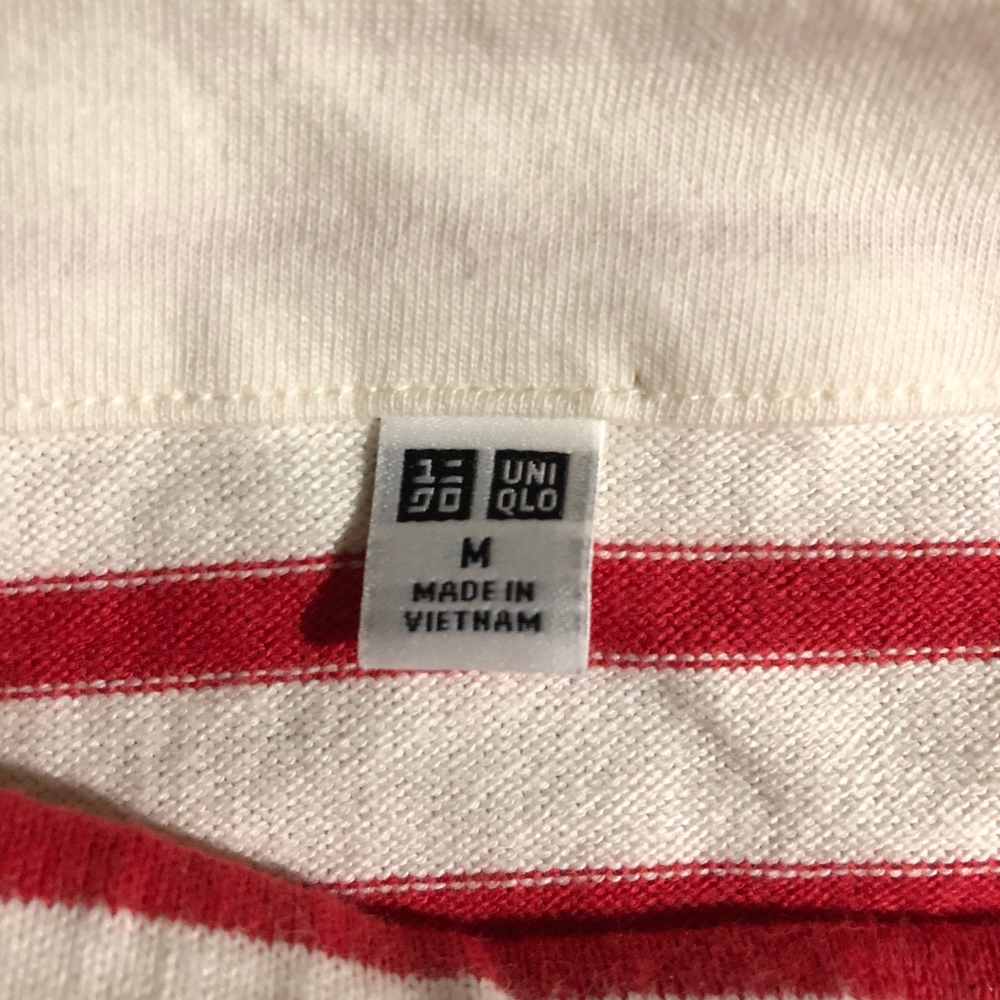 ユニ UNI
クロ QLO
M
MADE IN
VIETNAM